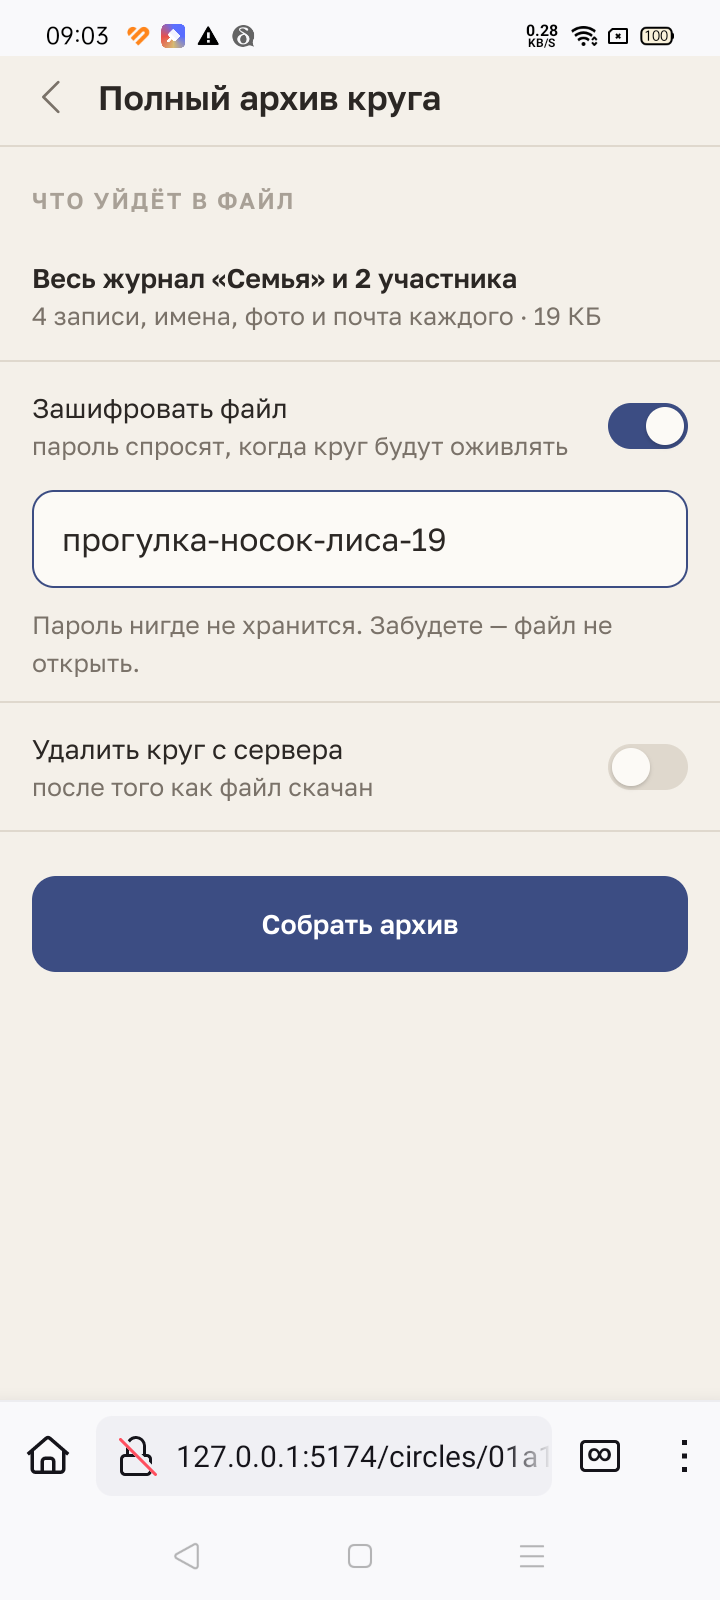 09:03
0.28
KB/S
100
Полный архив круга
ЧТО УЙДЁТ В ФАЙЛ
Весь журнал «Семья» и 2 участника
4 записи, имена, фото и почта каждого · 19 КБ
Зашифровать файл
пароль спросят, когда круг будут оживлять
прогулка-носок-лиса-19
Пароль нигде не хранится. Забудете — файл не
открыть.
Удалить круг с сервера
после того как файл скачан
Собрать архив
127.0.0.1:5174/circles/01a1